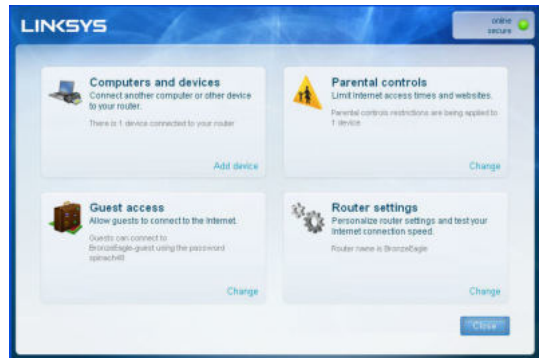 LINKSYS
online
secure
Computers and devices
Connect another computer or other device
to your router.
There is 1 device connected to your router
Add device
Parental controls
Limit Internet access times and websites.
Parental controls restrictions are being applied to
1 device
Change
Guest access
Allow guests to connect to the Internet.
Guests can connect to
BronzeEagle-guest using the password
spinach48
Change
Router settings
Personalize router settings and test your
Internet connection speed.
Router name is BronzeEagle
Change
Close